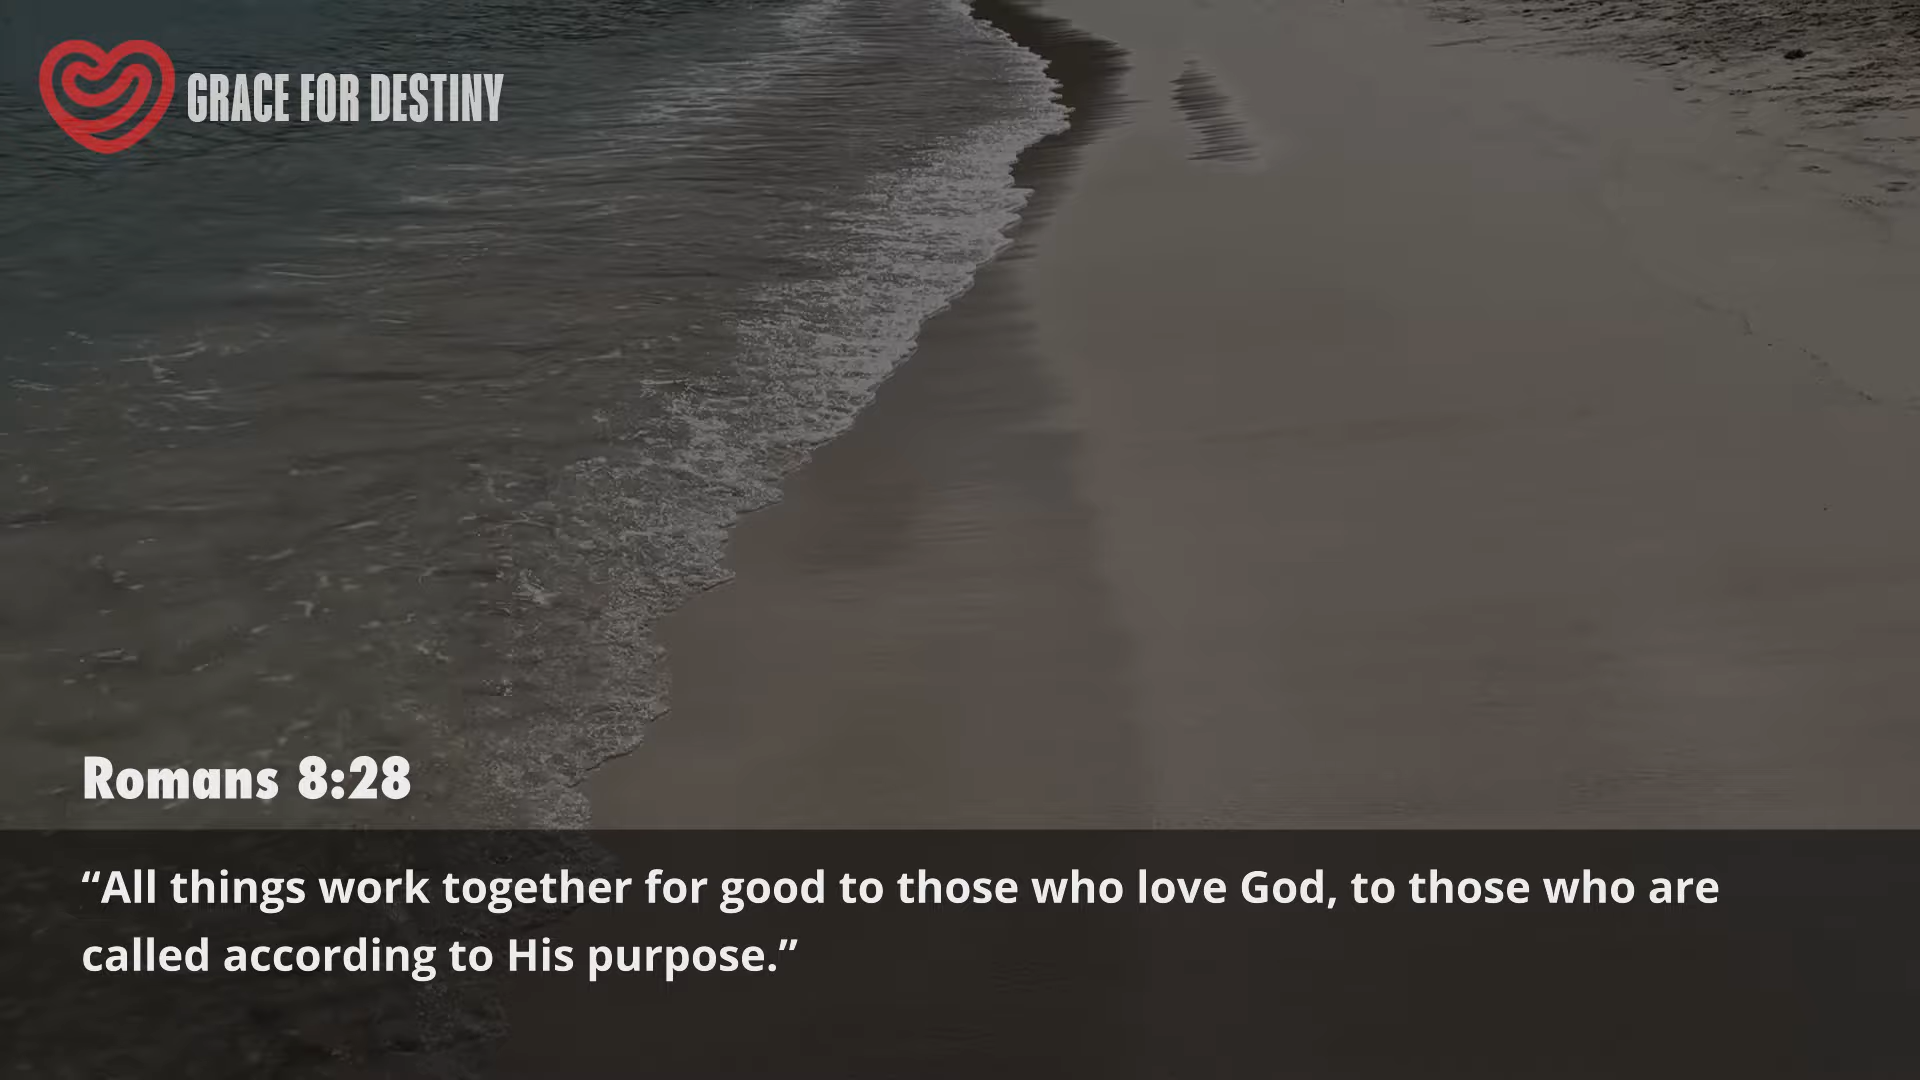 GRACE FOR DESTINY
Romans 8:28
“All things work together for good to those who love God, to those who are
called according to His purpose.”